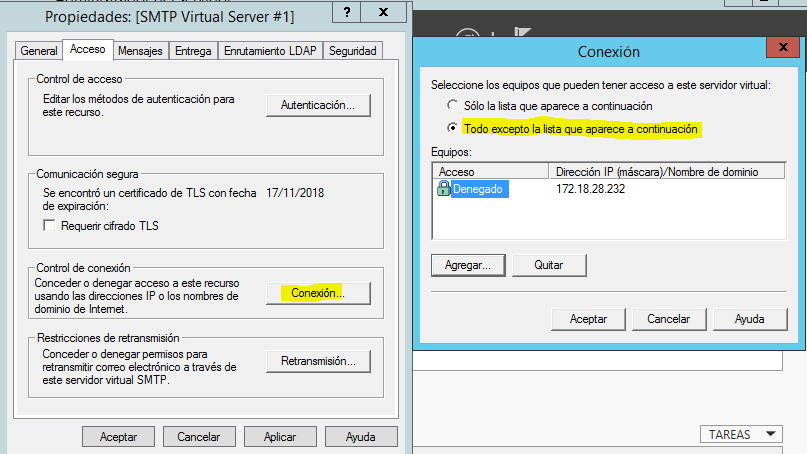 Propiedades: [SMTP Virtual Server #1]
? X
General Acceso Mensajes Entrega Enrutamiento LDAP Seguridad
Control de acceso
Editar los métodos de autenticación para
este recurso.
Autenticación...
Comunicación segura
Se encontró un certificado de TLS con fecha
de expiración:
17/11/2018
Requerir cifrado TLS
Control de conexión
Conceder o denegar acceso a este recurso
usando las direcciones IP o los nombres de
dominio de Internet.
Conexión...
Restricciones de retransmisión
Conceder o denegar permisos para
retransmitir correo electrónico a través de
este servidor virtual SMTP.
Retransmisión...
Aceptar Cancelar Aplicar Ayuda
Conexión
X
Seleccione los equipos que pueden tener acceso a este servidor virtual:
Sólo la lista que aparece a continuación
Todo excepto la lista que aparece a continuación
Equipos:
Acceso Dirección IP (máscara)/Nombre de dominio
Denegado 172.18.28.232
Agregar... Quitar
Aceptar Cancelar Ayuda
TAREAS